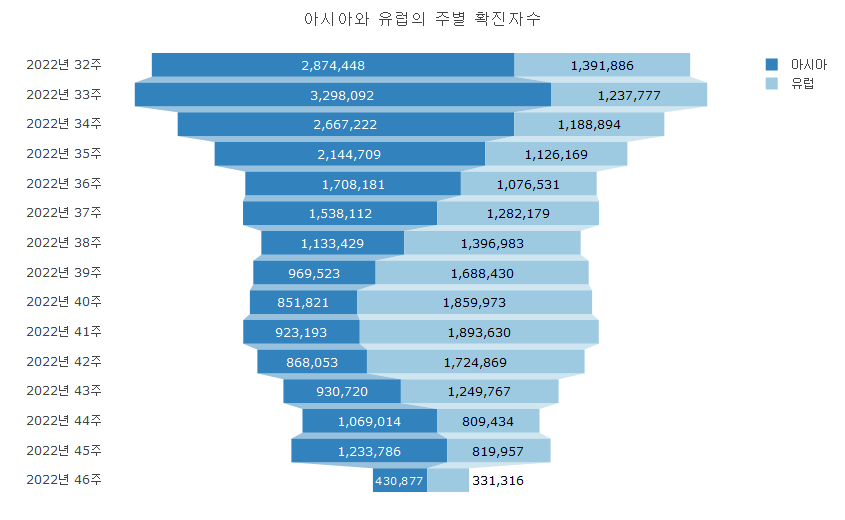 아시아와 유럽의 주별 확진자수
2022년 32주 2,874,448 1,391,886
2022년 33주 3,298,092 1,237,777
2022년 34주 2,667,222 1,188,894
2022년 35주 2,144,709 1,126,169
2022년 36주 1,708,181 1,076,531
2022년 37주 1,538,112 1,282,179
2022년 38주 1,133,429 1,396,983
2022년 39주 969,523 1,688,430
2022년 40주 851,821 1,859,973
2022년 41주 923,193 1,893,630
2022년 42주 868,053 1,724,869
2022년 43주 930,720 1,249,767
2022년 44주 1,069,014 809,434
2022년 45주 1,233,786 819,957
2022년 46주 430,877 331,316
아시아
유럽